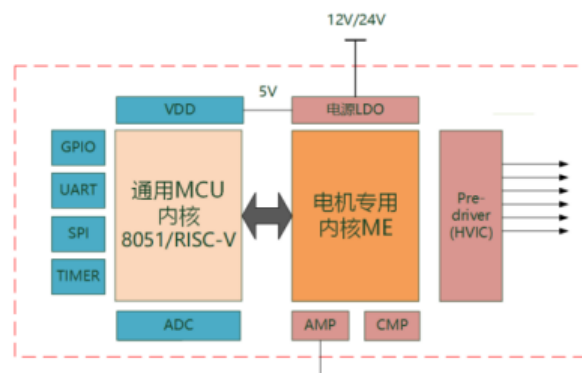 12V/24V
5V
VDD
电源LDO
GPIO
UART
SPI
TIMER
通用MCU
内核
8051/RISC-V
电机专用
内核ME
Pre-
driver
(HVIC)
ADC
AMP
CMP